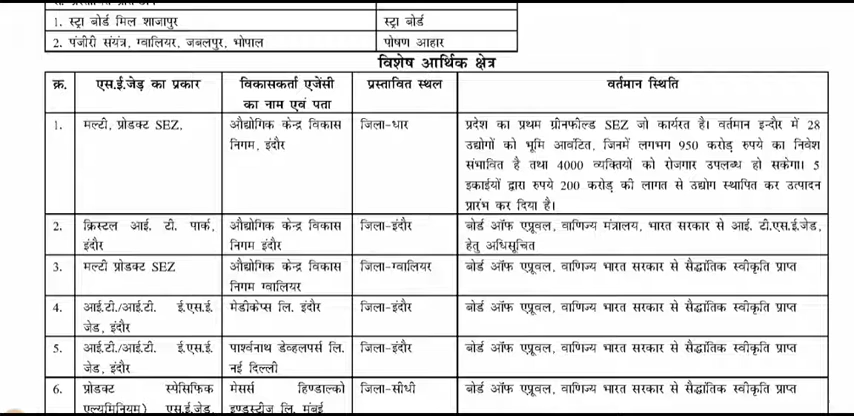 1. स्ट्रा बोर्ड मिल शाजापुर स्ट्रा बोर्ड
2. पंजीरी संयंत्र, ग्वालियर, जबलपुर, भोपाल पोषण आहार
विशेष आर्थिक क्षेत्र
क्र. एस.ई.जेड़ का प्रकार विकासकर्ता एजेंसी प्रस्तावित स्थल वर्तमान स्थिति
का नाम एवं पता
1. मल्टी, प्रोडक्ट SEZ, औद्योगिक केन्द्र विकास जिला-धार प्रदेश का प्रथम ग्रीनफील्ड SEZ जो कार्यरत है। वर्तमान इन्दौर में 28
निगम, इंदौर उद्योगों को भूमि आवंटित, जिनमें लगभग 950 करोड़ रुपये का निवेश
संभावित है तथा 4000 व्यक्तियों को रोजगार उपलब्ध हो सकेगा। 5
इकाईयों द्वारा रुपये 200 करोड़ की लागत से उद्योग स्थापित कर उत्पादन
प्रारंभ कर दिया है।
2. क्रिस्टल आई. टी. पार्क, औद्योगिक केन्द्र विकास जिला-इंदौर बोर्ड ऑफ एप्रूवल, वाणिज्य मंत्रालय, भारत सरकार से आई. टी.एस.ई.जेड,
इंदौर निगम इंदौर हेतु अधिसूचित
3. मल्टी प्रोडक्ट SEZ औद्योगिक केन्द्र विकास जिला-ग्वालियर बोर्ड ऑफ एप्रूवल, वाणिज्य भारत सरकार से सैद्धांतिक स्वीकृति प्राप्त
निगम ग्वालियर
4. आई.टी./आई.टी. ई.एस.ई. मेडीकेप्स लि. इंदौर जिला-इंदौर बोर्ड ऑफ एप्रूवल, वाणिज्य भारत सरकार से सैद्धांतिक स्वीकृति प्राप्त
जेड, इंदौर
5. आई.टी./आई.टी. ई.एस.ई. पार्श्वनाथ डेव्हलपर्स लि. जिला-इंदौर बोर्ड ऑफ एप्रूवल, वाणिज्य भारत सरकार से सैद्धांतिक स्वीकृति प्राप्त
जेड, इंदौर नई दिल्ली
6. प्रोडक्ट स्पेसिफिक मेसर्स हिण्डाल्को जिला-सीधी बोर्ड ऑफ एप्रूवल, वाणिज्य भारत सरकार से सैद्धांतिक स्वीकृति प्राप्त
एल्यूमिनियम) एस.ई.जेड. इण्डस्ट्रीज लि. मुंबई